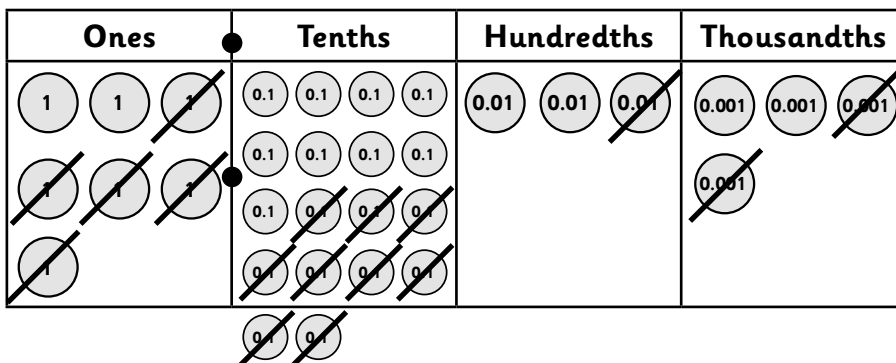 Ones Tenths Hundredths Thousandths
1 1 1 0.1 0.1 0.1 0.1 0.01 0.01 0.01 0.001 0.001 0.001
0.1 0.1 0.1 0.1
1 1 1 0.001
0.1 0.1 0.1 0.1
1 0.1 0.1 0.1 0.1
0.1 0.1